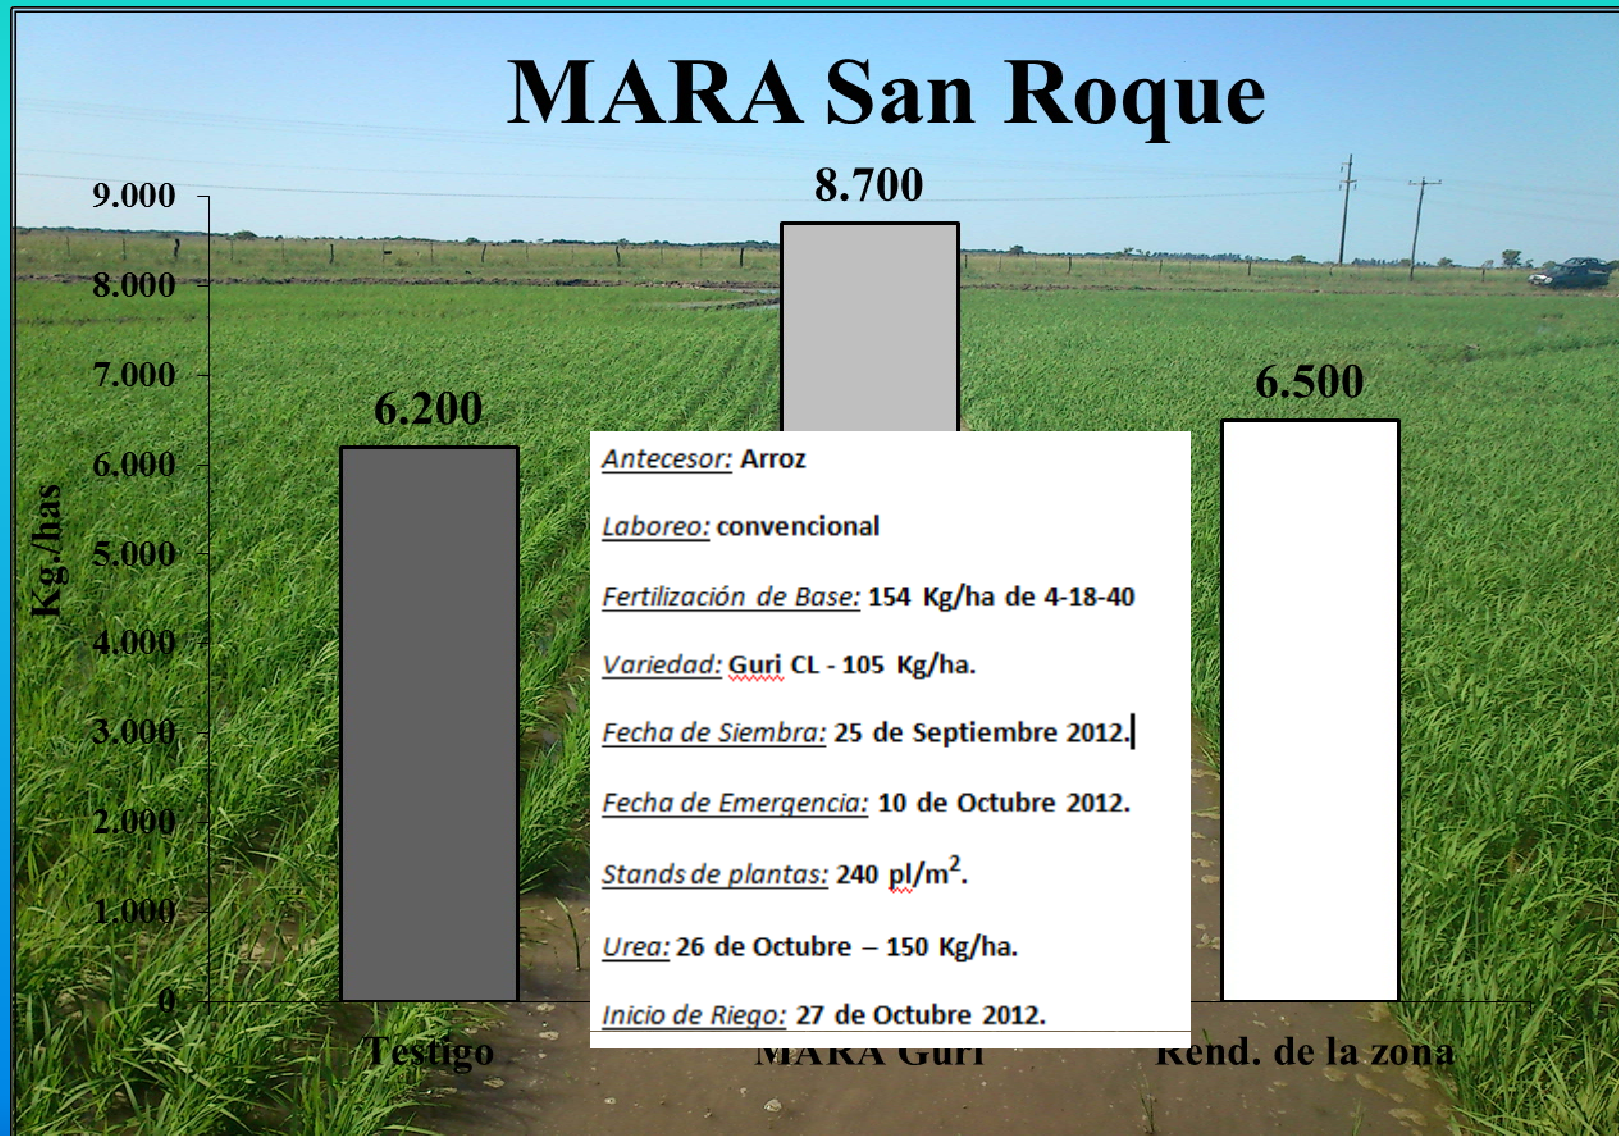 MARA San Roque
8.700
9.000
8.000
7.000
6.500
6.200
6.000
Kg./has
5.000
4.000
3.000
2.000
1.000
0
Antecesor: Arroz
Laboreo: convencional
Fertilización de Base: 154 Kg/ha de 4-18-40
Variedad: Guri CL - 105 Kg/ha.
Fecha de Siembra: 25 de Septiembre 2012.
Fecha de Emergencia: 10 de Octubre 2012.
Stands de plantas: 240 pl/m².
Urea: 26 de Octubre – 150 Kg/ha.
Inicio de Riego: 27 de Octubre 2012.
Testigo MARA Guri Rend. de la zona